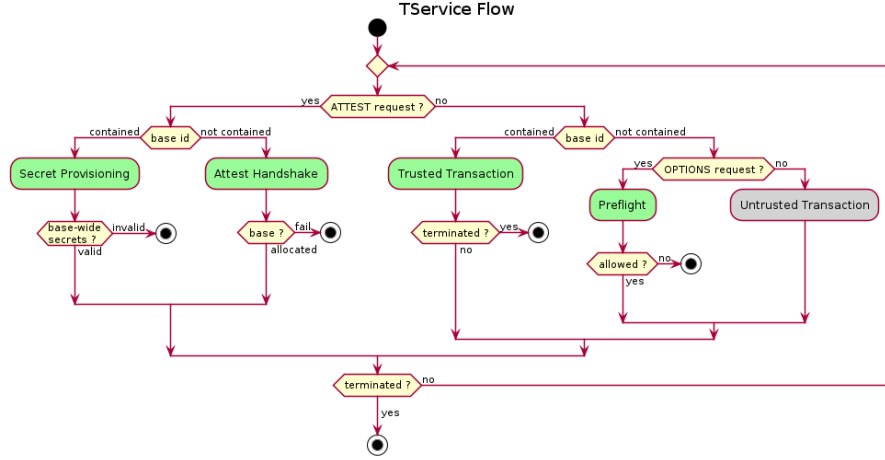 TService Flow
yes
ATTEST request ?
no
contained
base id
not contained
contained
base id
not contained
Secret Provisioning
Attest Handshake
Trusted Transaction
yes
OPTIONS request ?
no
Preflight
Untrusted Transaction
base-wide
secrets ?
invalid
valid
base ?
fail
allocated
terminated ?
yes
no
allowed ?
no
yes
terminated ?
no
yes